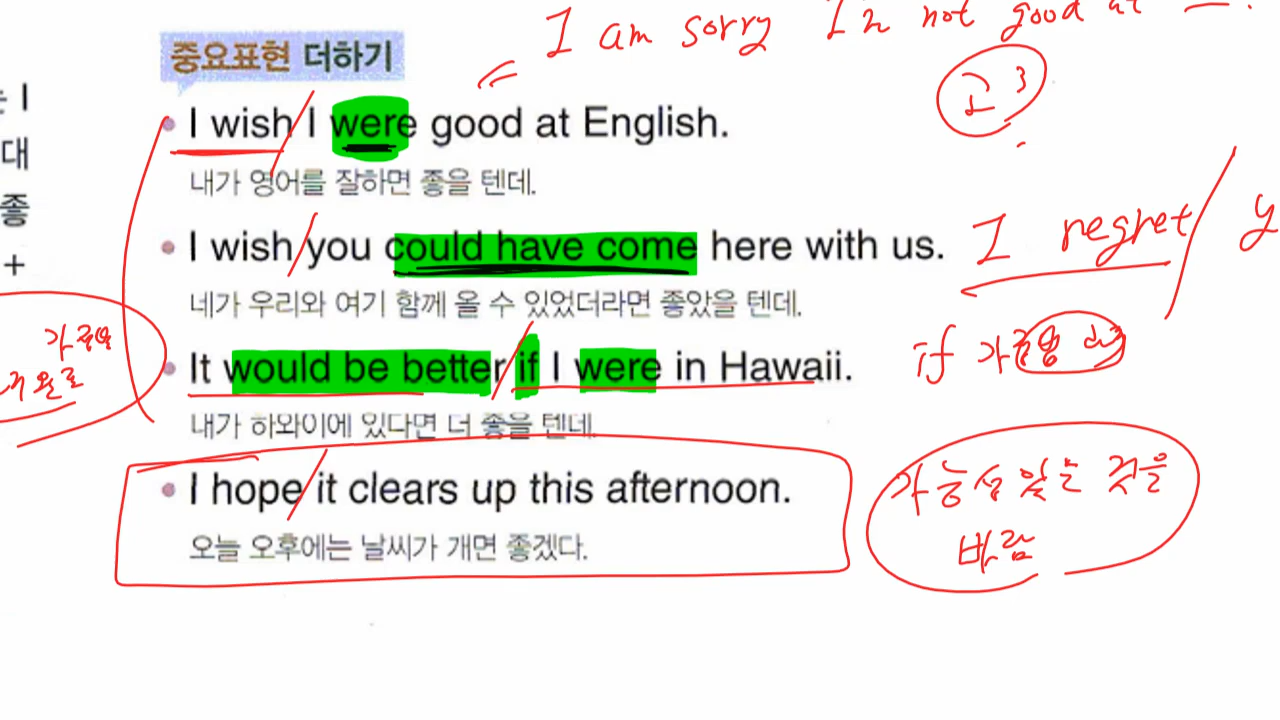 I am sorry I'm not good at
중요표현 더하기
고3
I
대
좋
+
I wish I were good at English.
내가 영어를 잘하면 좋을 텐데.
I wish you could have come here with us.
I regret y
네가 우리와 여기 함께 올 수 있었더라면 좋았을 텐데.
if 가정용법
It would be better if I were in Hawaii.
내가 하와이에 있다면 더 좋을 텐데.
가능성 있는 것을
바람
I hope it clears up this afternoon.
오늘 오후에는 날씨가 개면 좋겠다.